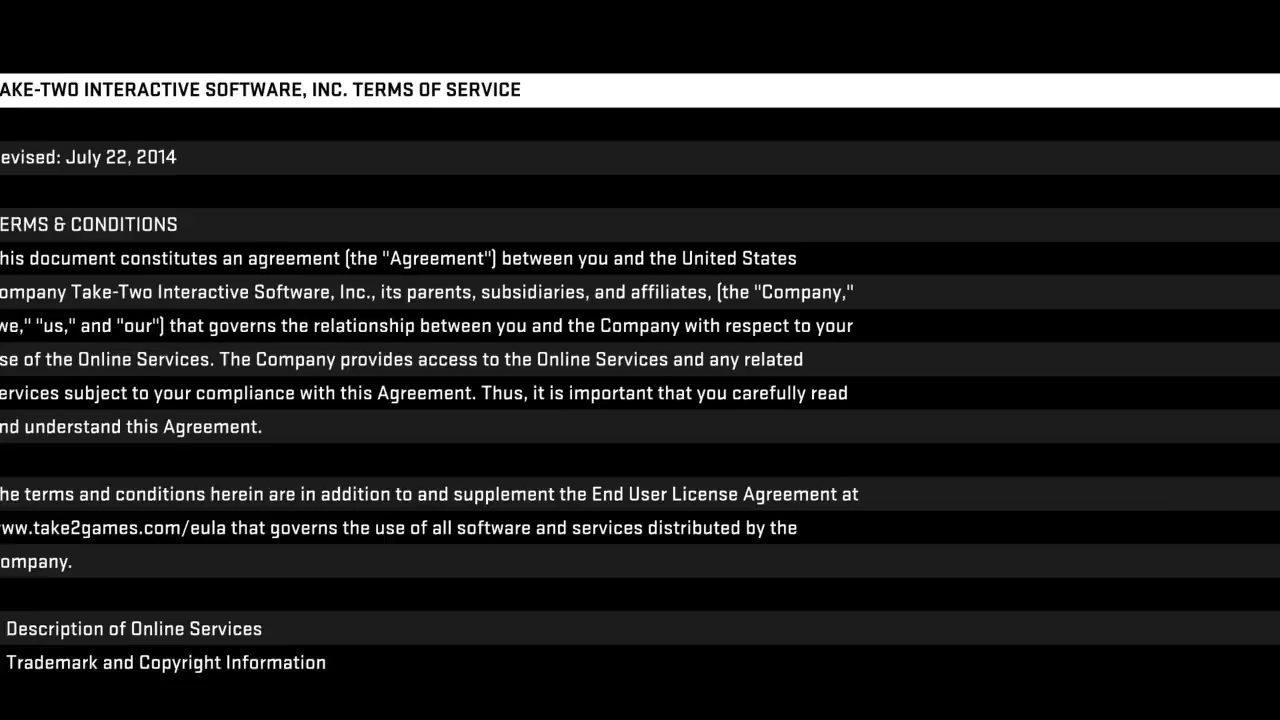 AKE-TWO INTERACTIVE SOFTWARE, INC. TERMS OF SERVICE
evised: July 22, 2014
ERMS & CONDITIONS
his document constitutes an agreement (the "Agreement") between you and the United States
ompany Take-Two Interactive Software, Inc., its parents, subsidiaries, and affiliates, (the "Company,"
we," "us," and "our") that governs the relationship between you and the Company with respect to your
se of the Online Services. The Company provides access to the Online Services and any related
ervices subject to your compliance with this Agreement. Thus, it is important that you carefully read
nd understand this Agreement.
he terms and conditions herein are in addition to and supplement the End User License Agreement at
ww.take2games.com/eula that governs the use of all software and services distributed by the
ompany.
Description of Online Services
Trademark and Copyright Information